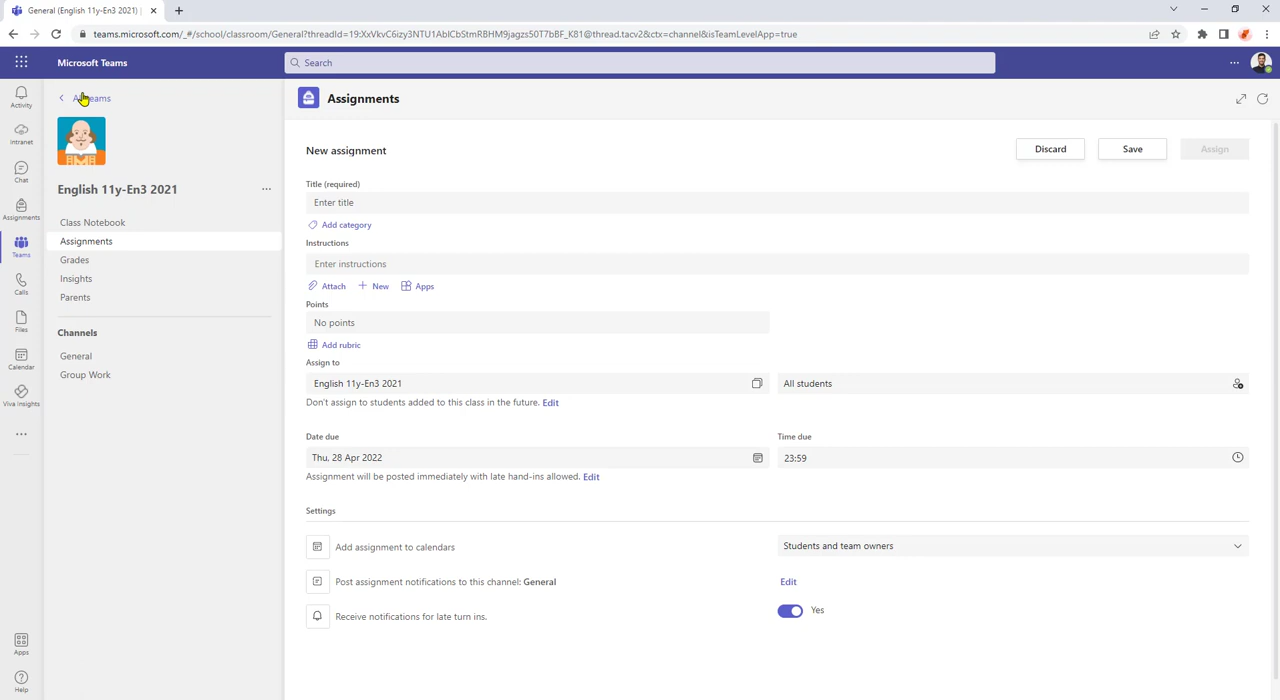 General (English 11y-En3 2021) |
teams.microsoft.com/_#/school/classroom/General?threadId=19:XxVkvC6izy3NTU1AblCbStmRBHM9jagzs50T7bBF_K81@thread.tacv2&ctx=channel&isTeamLevelApp=true
Microsoft Teams
Search
Activity
Intranet
Chat
Assignments
Teams
Calls
Files
Calendar
Viva Insights
Apps
Help
English 11y-En3 2021
Class Notebook
Assignments
Grades
Insights
Parents
Channels
General
Group Work
Assignments
New assignment
Discard
Save
Assign
Title (required)
Enter title
Add category
Instructions
Enter instructions
Attach
New
Apps
Points
No points
Add rubric
Assign to
English 11y-En3 2021
All students
Don't assign to students added to this class in the future. Edit
Date due
Time due
Thu, 28 Apr 2022
23:59
Assignment will be posted immediately with late hand-ins allowed. Edit
Settings
Add assignment to calendars
Students and team owners
Post assignment notifications to this channel: General
Edit
Receive notifications for late turn ins.
Yes